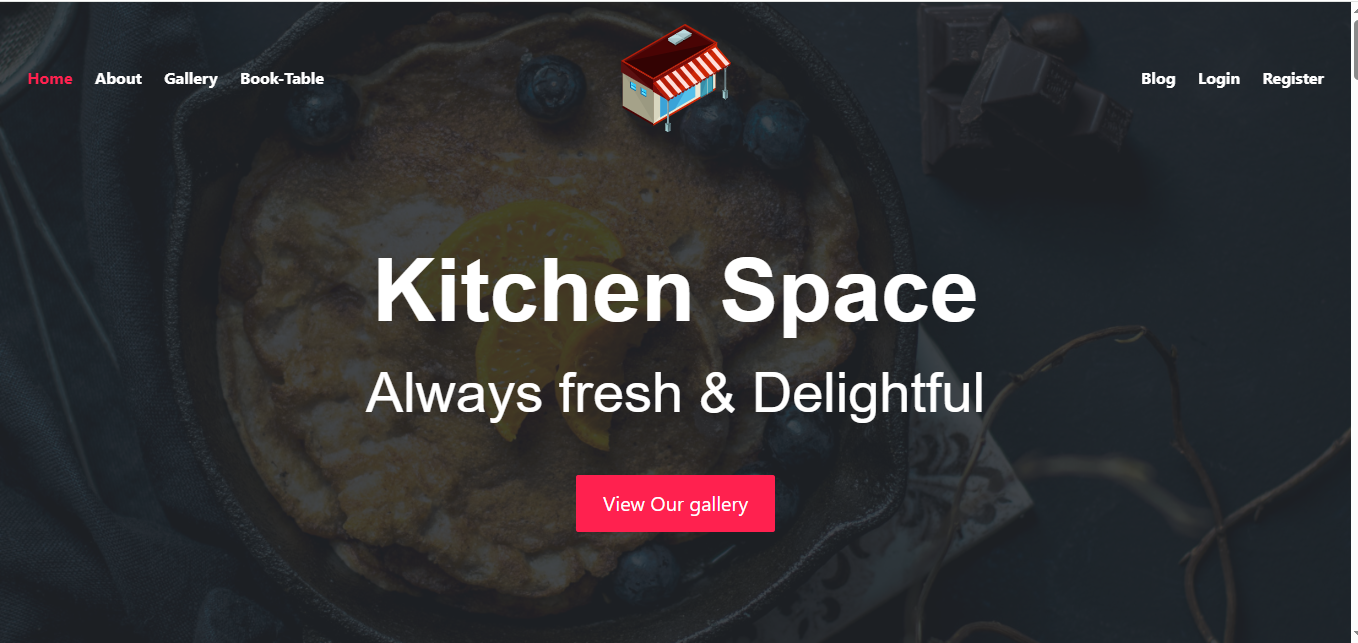 Home About Gallery Book-Table Blog Login Register
Kitchen Space
Always fresh & Delightful
View Our gallery